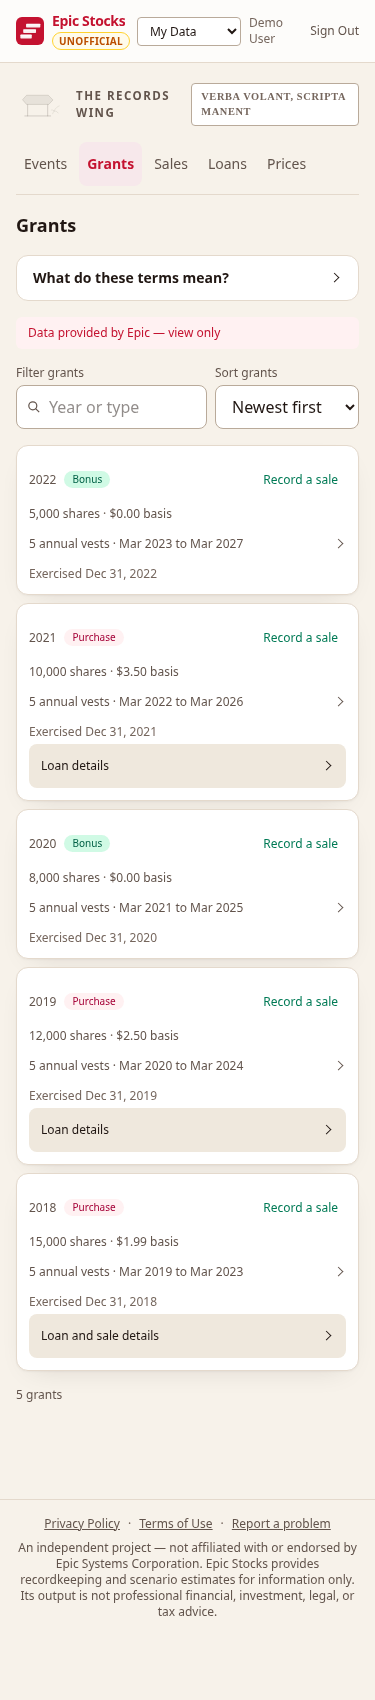 Epic Stocks
UNOFFICIAL
My Data
Demo
User
Sign Out
THE RECORDS
WING
VERBA VOLANT, SCRIPTA
MANENT
Events Grants Sales Loans Prices
Grants
What do these terms mean?
Data provided by Epic — view only
Filter grants
Sort grants
Year or type
Newest first
2022 Bonus Record a sale
5,000 shares · $0.00 basis
5 annual vests · Mar 2023 to Mar 2027
Exercised Dec 31, 2022
2021 Purchase Record a sale
10,000 shares · $3.50 basis
5 annual vests · Mar 2022 to Mar 2026
Exercised Dec 31, 2021
Loan details
2020 Bonus Record a sale
8,000 shares · $0.00 basis
5 annual vests · Mar 2021 to Mar 2025
Exercised Dec 31, 2020
2019 Purchase Record a sale
12,000 shares · $2.50 basis
5 annual vests · Mar 2020 to Mar 2024
Exercised Dec 31, 2019
Loan details
2018 Purchase Record a sale
15,000 shares · $1.99 basis
5 annual vests · Mar 2019 to Mar 2023
Exercised Dec 31, 2018
Loan and sale details
5 grants
Privacy Policy · Terms of Use · Report a problem
An independent project — not affiliated with or endorsed by
Epic Systems Corporation. Epic Stocks provides
recordkeeping and scenario estimates for information only.
Its output is not professional financial, investment, legal, or
tax advice.